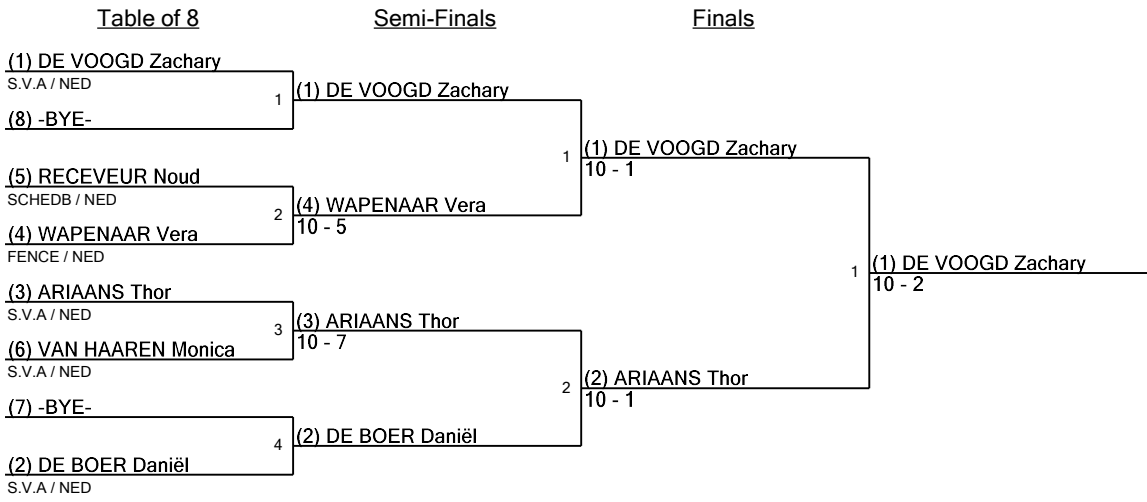 Table of 8 Semi-Finals Finals
(1) DE VOOGD Zachary
S.V.A / NED
1 (1) DE VOOGD Zachary
(8) -BYE-
1 (1) DE VOOGD Zachary
10 - 1
(5) RECEVEUR Noud
SCHEDB / NED
2 (4) WAPENAAR Vera
10 - 5
(4) WAPENAAR Vera
FENCE / NED
1 (1) DE VOOGD Zachary
10 - 2
(3) ARIAANS Thor
S.V.A / NED
3 (3) ARIAANS Thor
10 - 7
(6) VAN HAAREN Monica
S.V.A / NED
2 (2) ARIAANS Thor
10 - 1
(7) -BYE-
4 (2) DE BOER Daniël
(2) DE BOER Daniël
S.V.A / NED